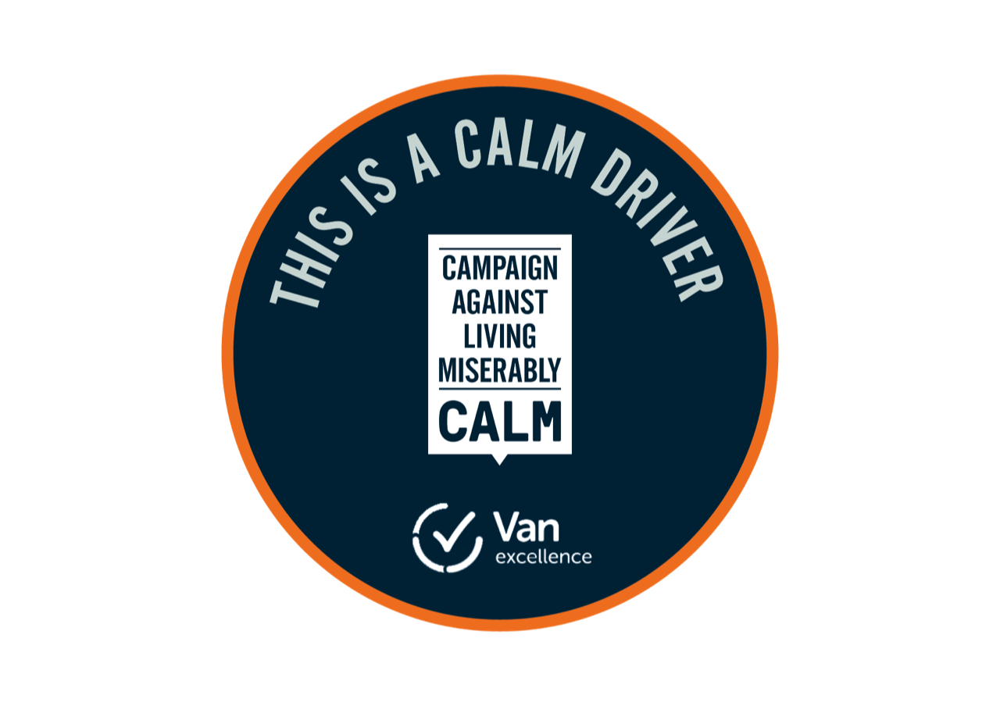 THIS IS A CALM DRIVER
CAMPAIGN
AGAINST
LIVING
MISERABLY
CALM
Van
excellence